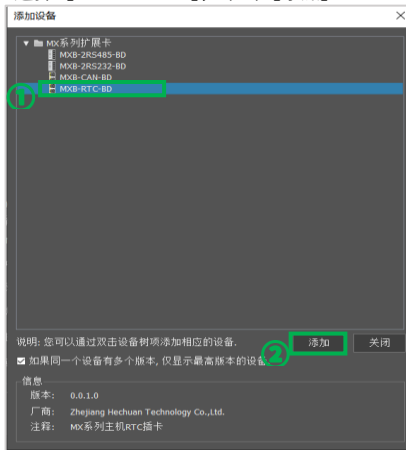 添加设备
MX系列扩展卡
MXB-2RS485-BD
MXB-2RS232-BD
MXB-CAN-BD
① MXB-RTC-BD
说明: 您可以通过双击设备树项添加相应的设备.
② 添加 关闭
如果同一个设备有多个版本, 仅显示最高版本的设备
信息
版本: 0.0.1.0
厂商: Zhejiang Hechuan Technology Co.,Ltd.
注释: MX系列主机RTC插卡